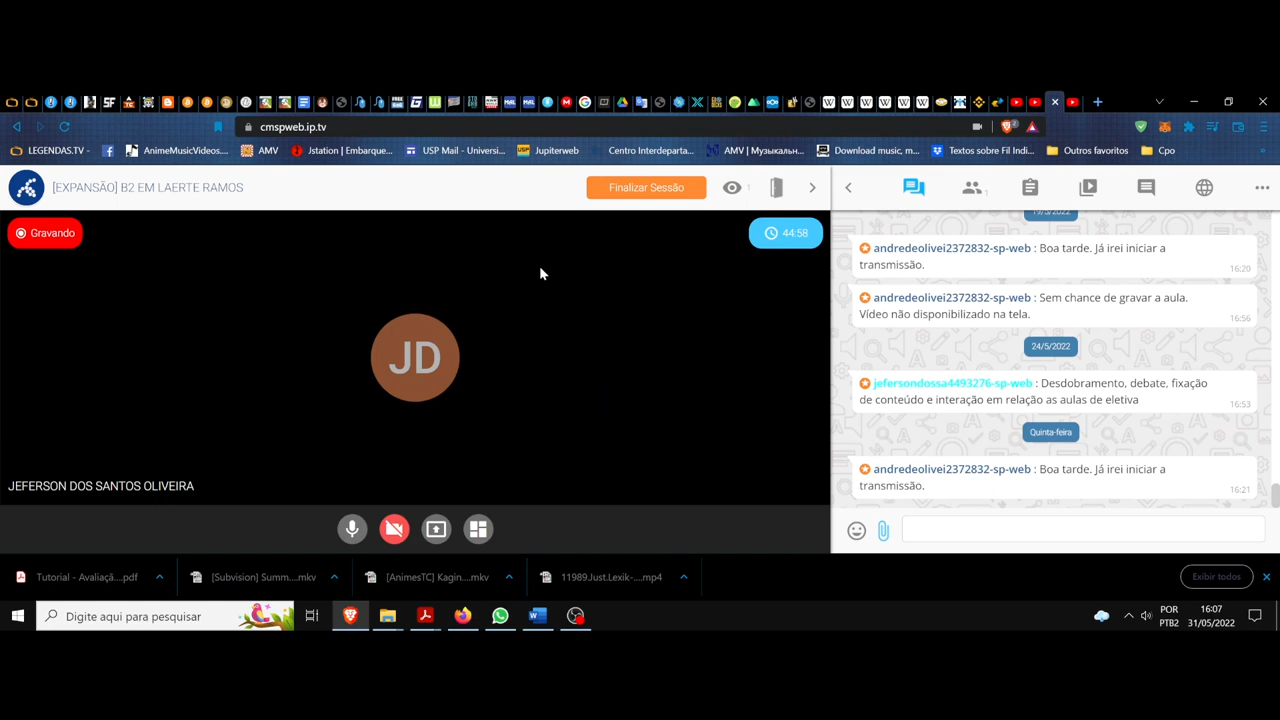 cmspweb.ip.tv
2
LEGENDAS.TV -
AnimeMusicVideos...
AMV
Jstation | Embarque...
USP Mail - Universi...
Jupiterweb
Centro Interdeparta...
AMV | Музыкальн...
Download music, m...
Textos sobre Fil Indi...
Outros favoritos
Cpo
[EXPANSÃO] B2 EM LAERTE RAMOS
Finalizar Sessão
1
1
Gravando
44:58
JD
JEFERSON DOS SANTOS OLIVEIRA
19/5/2022
andredeolivei2372832-sp-web : Boa tarde. Já irei iniciar a
transmissão.
16:20
andredeolivei2372832-sp-web : Sem chance de gravar a aula.
Vídeo não disponibilizado na tela.
16:56
24/5/2022
jefersondossa4493276-sp-web : Desdobramento, debate, fixação
de conteúdo e interação em relação as aulas de eletiva
16:53
Quinta-feira
andredeolivei2372832-sp-web : Boa tarde. Já irei iniciar a
transmissão.
16:21
Tutorial - Avaliaçã....pdf
[Subvision] Summ....mkv
[AnimesTC] Kagin....mkv
11989.Just.Lexik-....mp4
Exibir todos
Digite aqui para pesquisar
POR
PTB2
16:07
31/05/2022